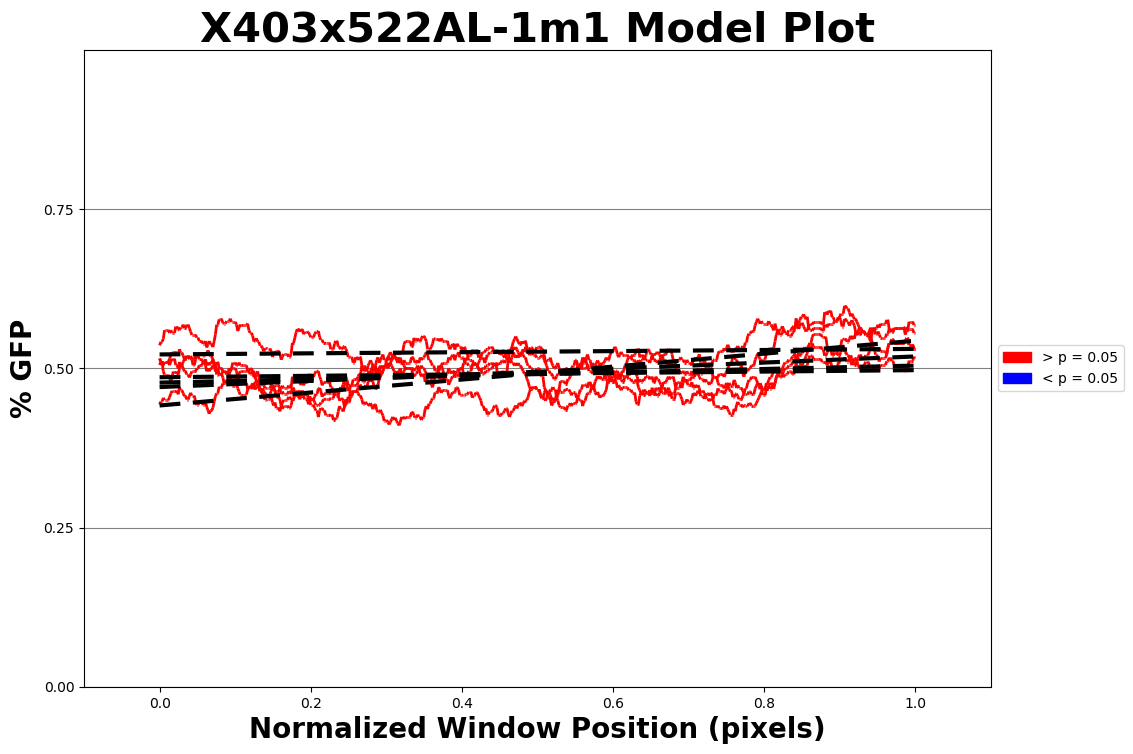 X403x522AL-1m1 Model Plot
% GFP
0.75
0.50
0.25
0.00
0.0 0.2 0.4 0.6 0.8 1.0
Normalized Window Position (pixels)
> p = 0.05
< p = 0.05